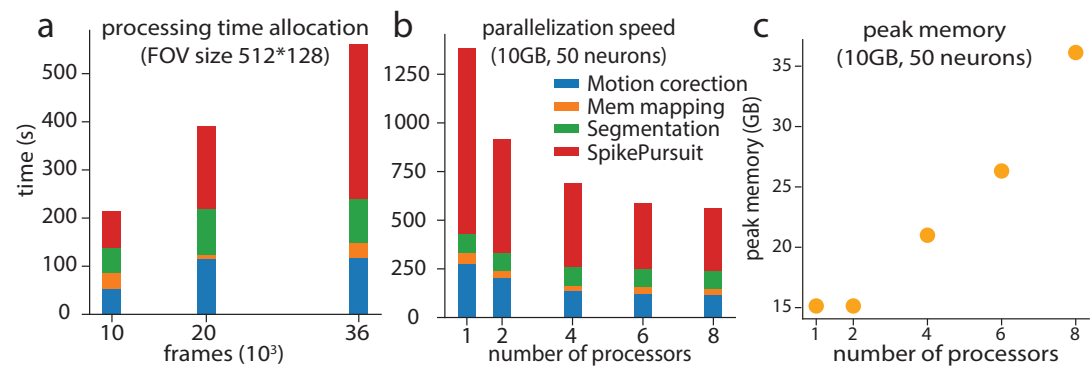 a
processing time allocation
(FOV size 512*128)
time (s)
500
400
300
200
100
0
10
20
36
frames (10³)
b
parallelization speed
(10GB, 50 neurons)
1250
1000
750
500
250
0
Motion corection
Mem mapping
Segmentation
SpikePursuit
1
2
4
6
8
number of processors
c
peak memory
(10GB, 50 neurons)
peak memory (GB)
35
30
25
20
15
1
2
4
6
8
number of processors